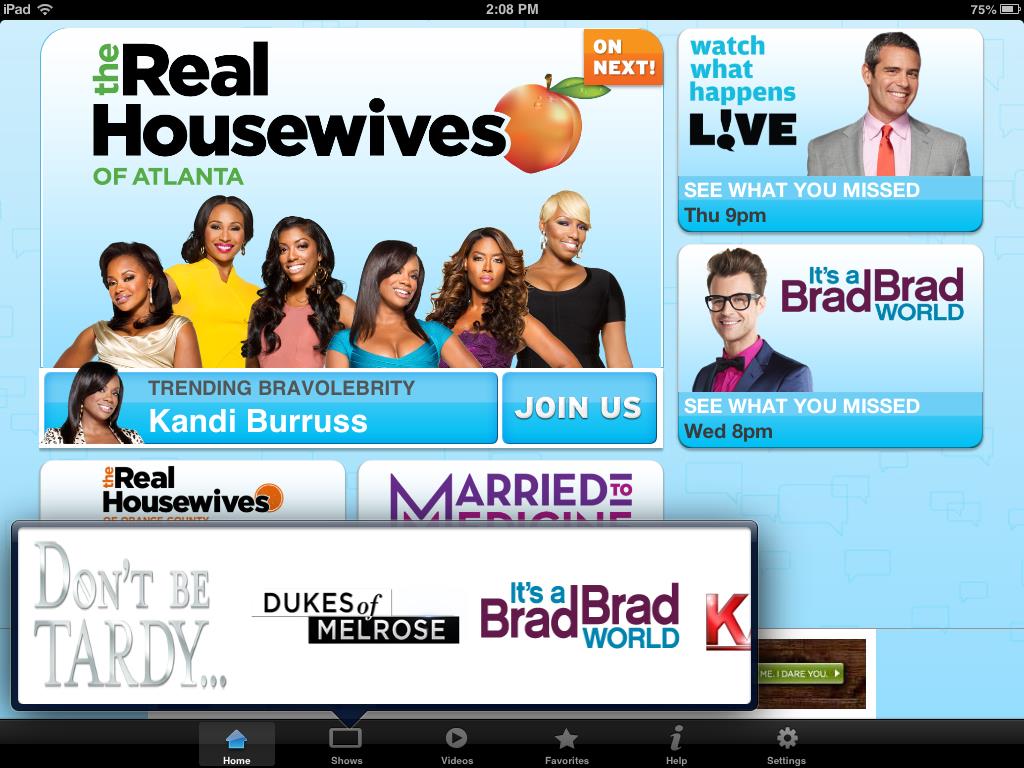 iPad 2:08 PM 75%
the Real
Housewives
OF ATLANTA
ON
NEXT!
TRENDING BRAVOLEBRITY
Kandi Burruss
JOIN US
watch
what
happens
L!VE
SEE WHAT YOU MISSED
Thu 9pm
It's a
Brad Brad
WORLD
SEE WHAT YOU MISSED
Wed 8pm
the Real
Housewives
OF ORANGE COUNTY
MARRIED TO
MEDICINE
DON'T BE
TARDY...
DUKES of
MELROSE
It's a
Brad Brad
WORLD
K
ME. I DARE YOU.
Home Shows Videos Favorites Help Settings